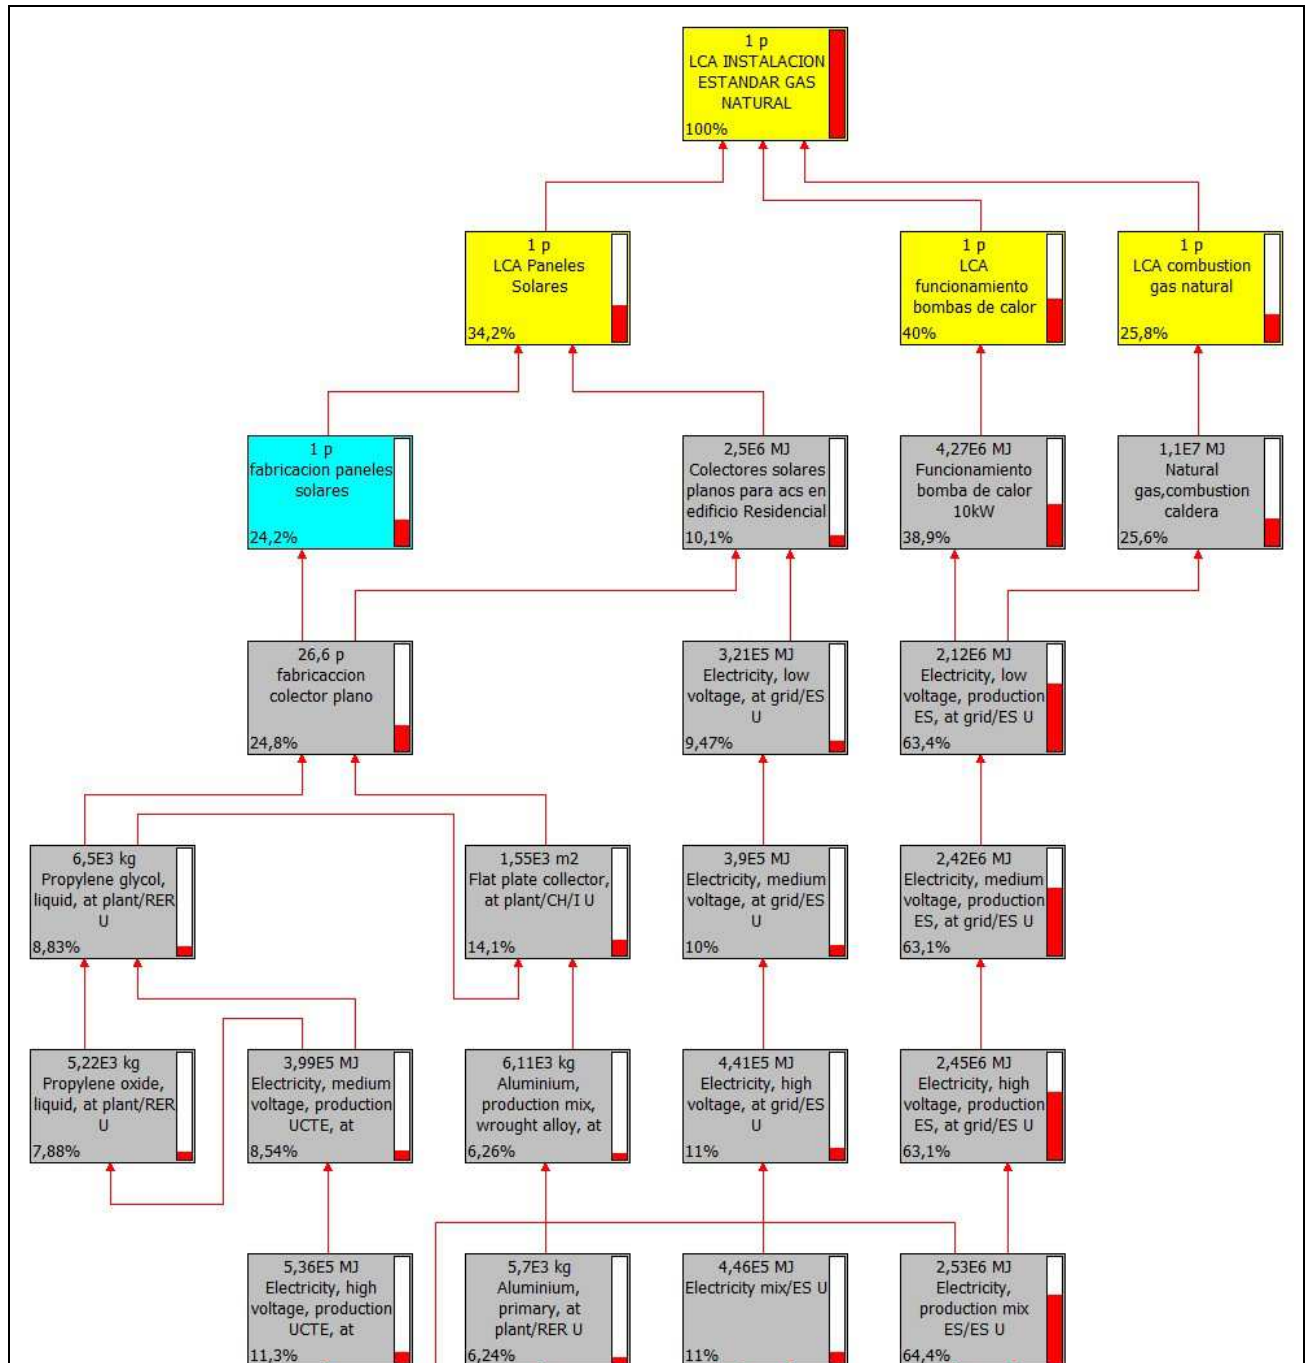 1 p
LCA INSTALACION
ESTANDAR GAS
NATURAL
100%
1 p
LCA Paneles
Solares
34,2%
1 p
LCA
funcionamiento
bombas de calor
40%
1 p
LCA combustion
gas natural
25,8%
1 p
fabricacion paneles
solares
24,2%
2,5E6 MJ
Colectores solares
planos para acs en
edificio Residencial
10,1%
4,27E6 MJ
Funcionamiento
bomba de calor
10kW
38,9%
1,1E7 MJ
Natural
gas,combustion
caldera
25,6%
26,6 p
fabricaccion
colector plano
24,8%
3,21E5 MJ
Electricity, low
voltage, at grid/ES
U
9,47%
2,12E6 MJ
Electricity, low
voltage, production
ES, at grid/ES U
63,4%
6,5E3 kg
Propylene glycol,
liquid, at plant/RER
U
8,83%
1,55E3 m2
Flat plate collector,
at plant/CH/I U
14,1%
3,9E5 MJ
Electricity, medium
voltage, at grid/ES
U
10%
2,42E6 MJ
Electricity, medium
voltage, production
ES, at grid/ES U
63,1%
5,22E3 kg
Propylene oxide,
liquid, at plant/RER
U
7,88%
3,99E5 MJ
Electricity, medium
voltage, production
UCTE, at
8,54%
6,11E3 kg
Aluminium,
production mix,
wrought alloy, at
6,26%
4,41E5 MJ
Electricity, high
voltage, at grid/ES
U
11%
2,45E6 MJ
Electricity, high
voltage, production
ES, at grid/ES U
63,1%
5,36E5 MJ
Electricity, high
voltage, production
UCTE, at
11,3%
5,7E3 kg
Aluminium,
primary, at
plant/RER U
6,24%
4,46E5 MJ
Electricity mix/ES U
11%
2,53E6 MJ
Electricity,
production mix
ES/ES U
64,4%